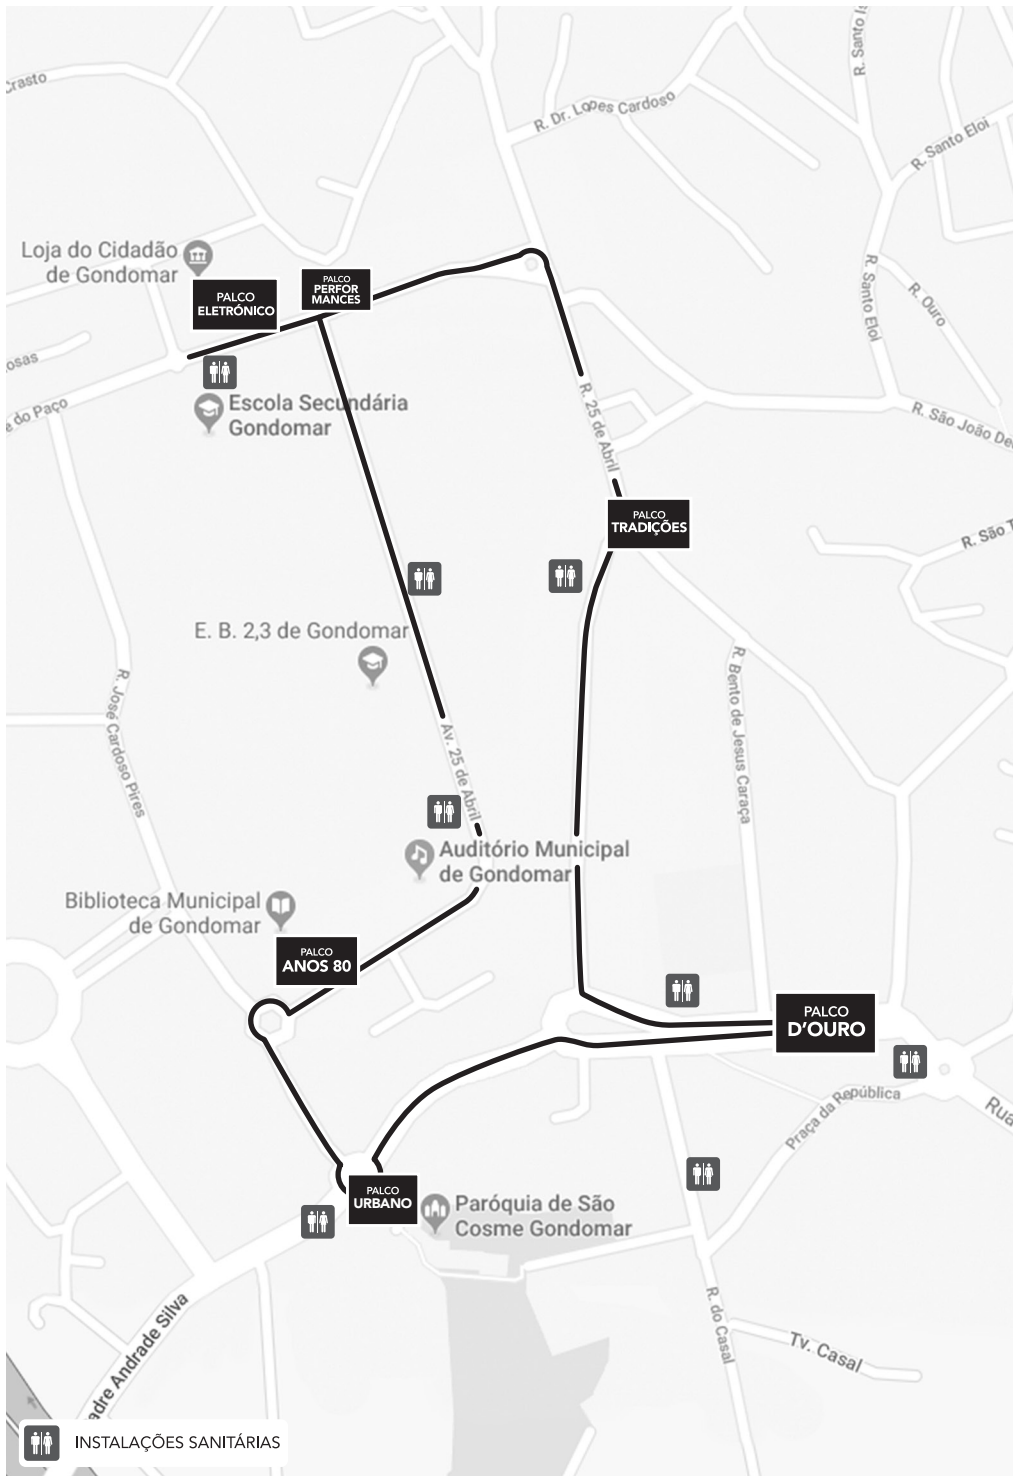 Crasto
R. Dr. Lopes Cardoso
R. Santo Is
R. Santo Eloi
Loja do Cidadão
de Gondomar
PALCO
ELETRÓNICO
PALCO
PERFOR
MANCES
R. Santo Eloi
R. Ouro
osas
e do Paço
Escola Secundária
Gondomar
R. 25 de Abril
R. São João De
PALCO
TRADIÇÕES
R. São T
E. B. 2,3 de Gondomar
R. José Cardoso Pires
R. Bento de Jesus Caraça
Av. 25 de Abril
Auditório Municipal
de Gondomar
Biblioteca Municipal
de Gondomar
PALCO
ANOS 80
PALCO
D'OURO
Praça da República
Rua
PALCO
URBANO
Paróquia de São
Cosme Gondomar
R. do Casal
Tv. Casal
adre Andrade Silva
INSTALAÇÕES SANITÁRIAS